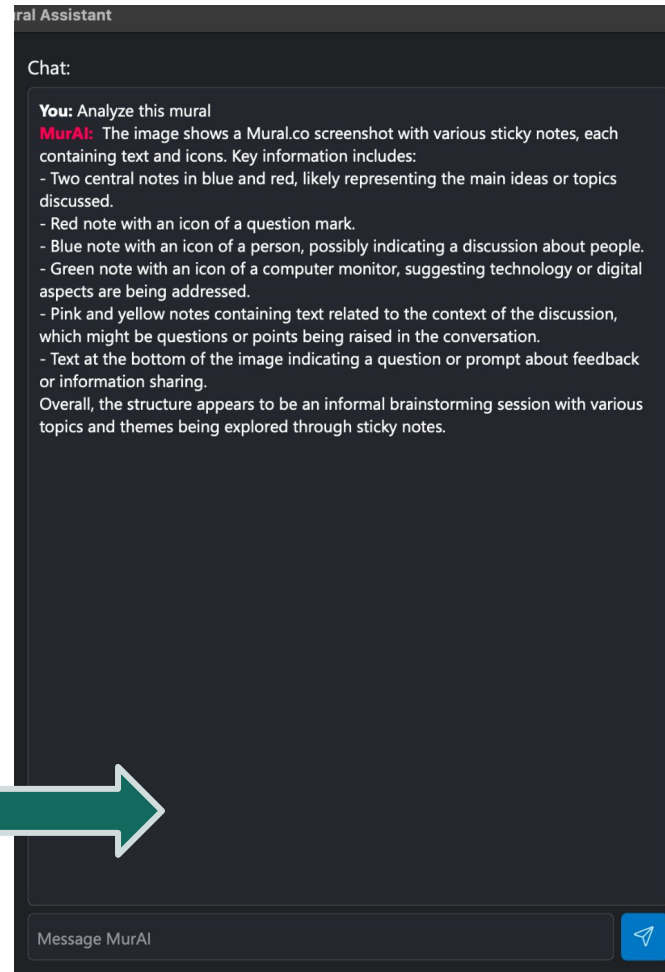 ral Assistant
Chat:
You: Analyze this mural
MurAI: The image shows a Mural.co screenshot with various sticky notes, each
containing text and icons. Key information includes:
- Two central notes in blue and red, likely representing the main ideas or topics
discussed.
- Red note with an icon of a question mark.
- Blue note with an icon of a person, possibly indicating a discussion about people.
- Green note with an icon of a computer monitor, suggesting technology or digital
aspects are being addressed.
- Pink and yellow notes containing text related to the context of the discussion,
which might be questions or points being raised in the conversation.
- Text at the bottom of the image indicating a question or prompt about feedback
or information sharing.
Overall, the structure appears to be an informal brainstorming session with various
topics and themes being explored through sticky notes.
Message MurAI